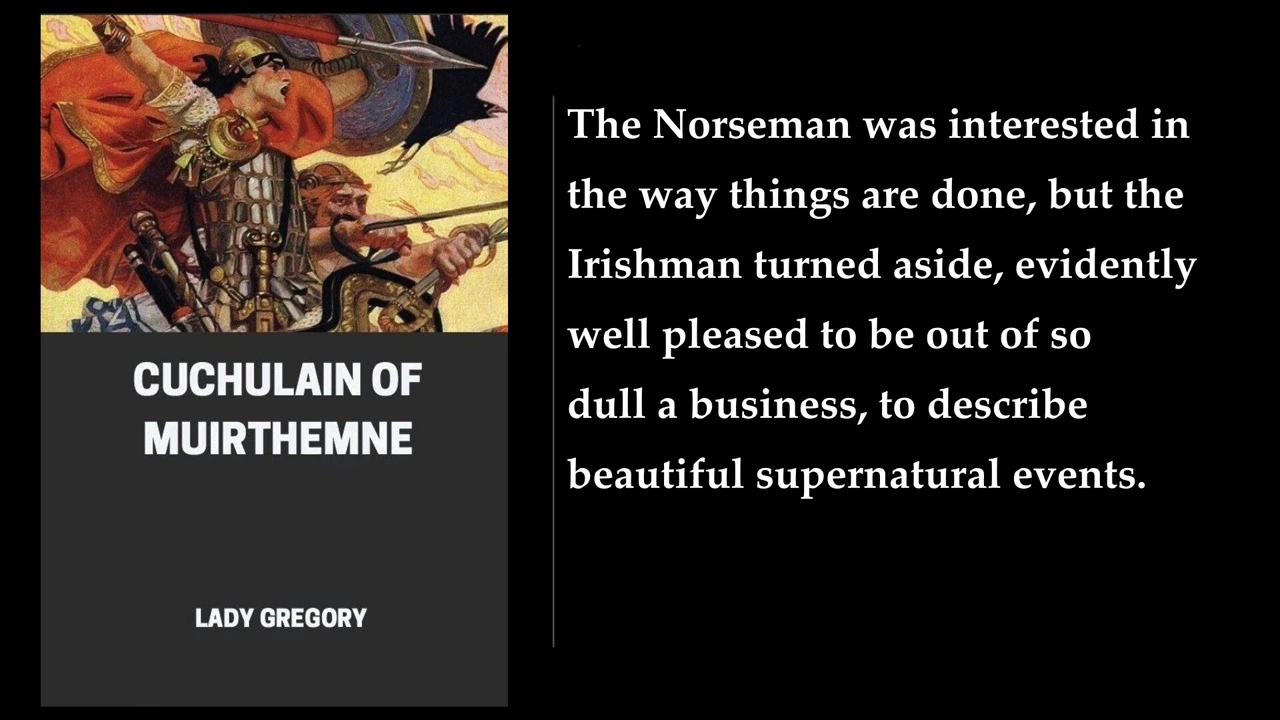 CUCHULAIN OF
MUIRTHEMNE
LADY GREGORY
The Norseman was interested in
the way things are done, but the
Irishman turned aside, evidently
well pleased to be out of so
dull a business, to describe
beautiful supernatural events.